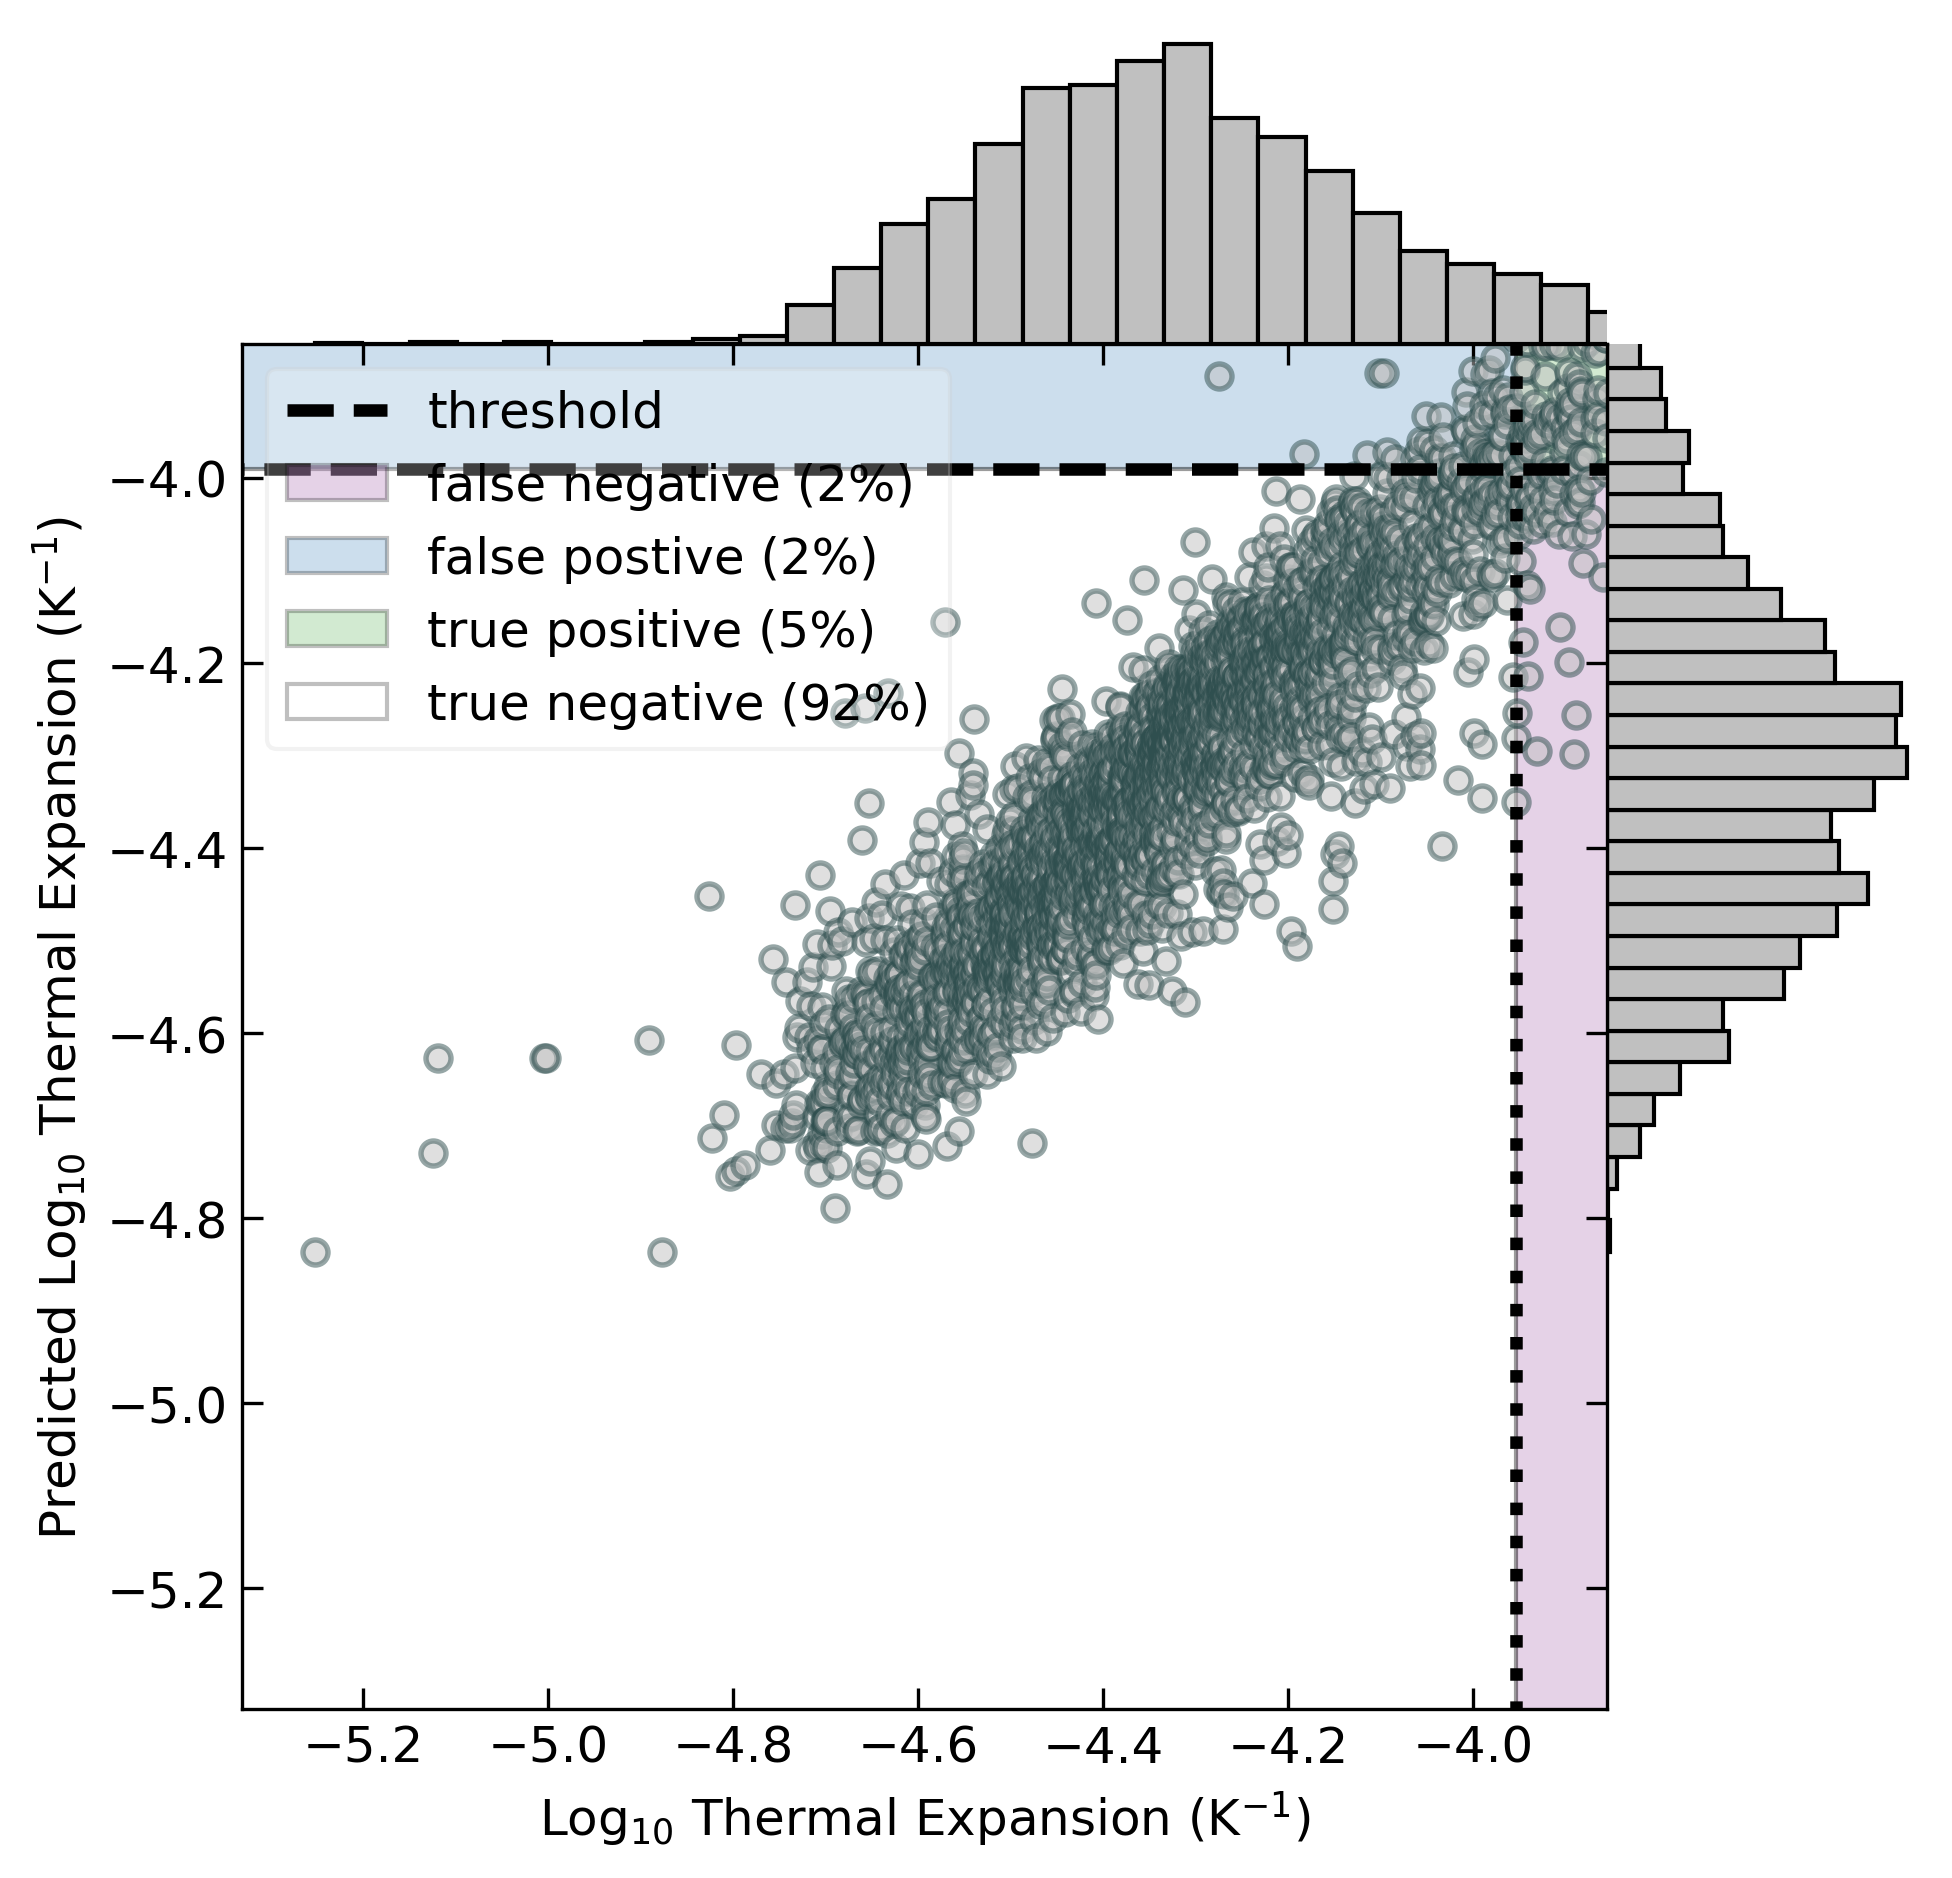 threshold
false negative (2%)
false postive (2%)
true positive (5%)
true negative (92%)
−4.0
−4.2
−4.4
−4.6
−4.8
−5.0
−5.2
Predicted Log₁₀ Thermal Expansion (K⁻¹)
−5.2 −5.0 −4.8 −4.6 −4.4 −4.2 −4.0
Log₁₀ Thermal Expansion (K⁻¹)